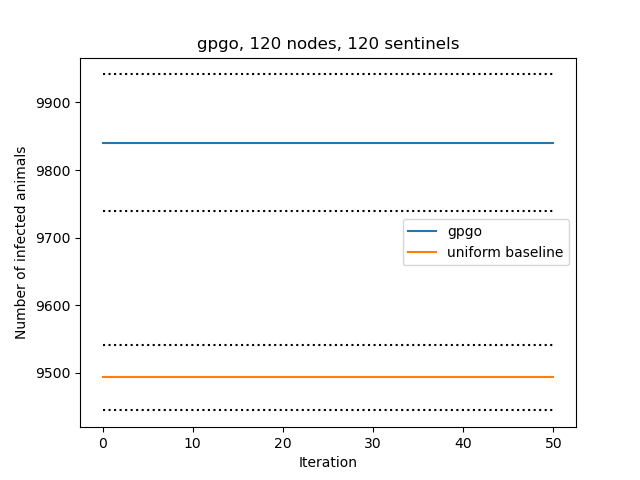 gpgo, 120 nodes, 120 sentinels
Number of infected animals
9900
9800
9700
9600
9500
gpgo
uniform baseline
0 10 20 30 40 50
Iteration